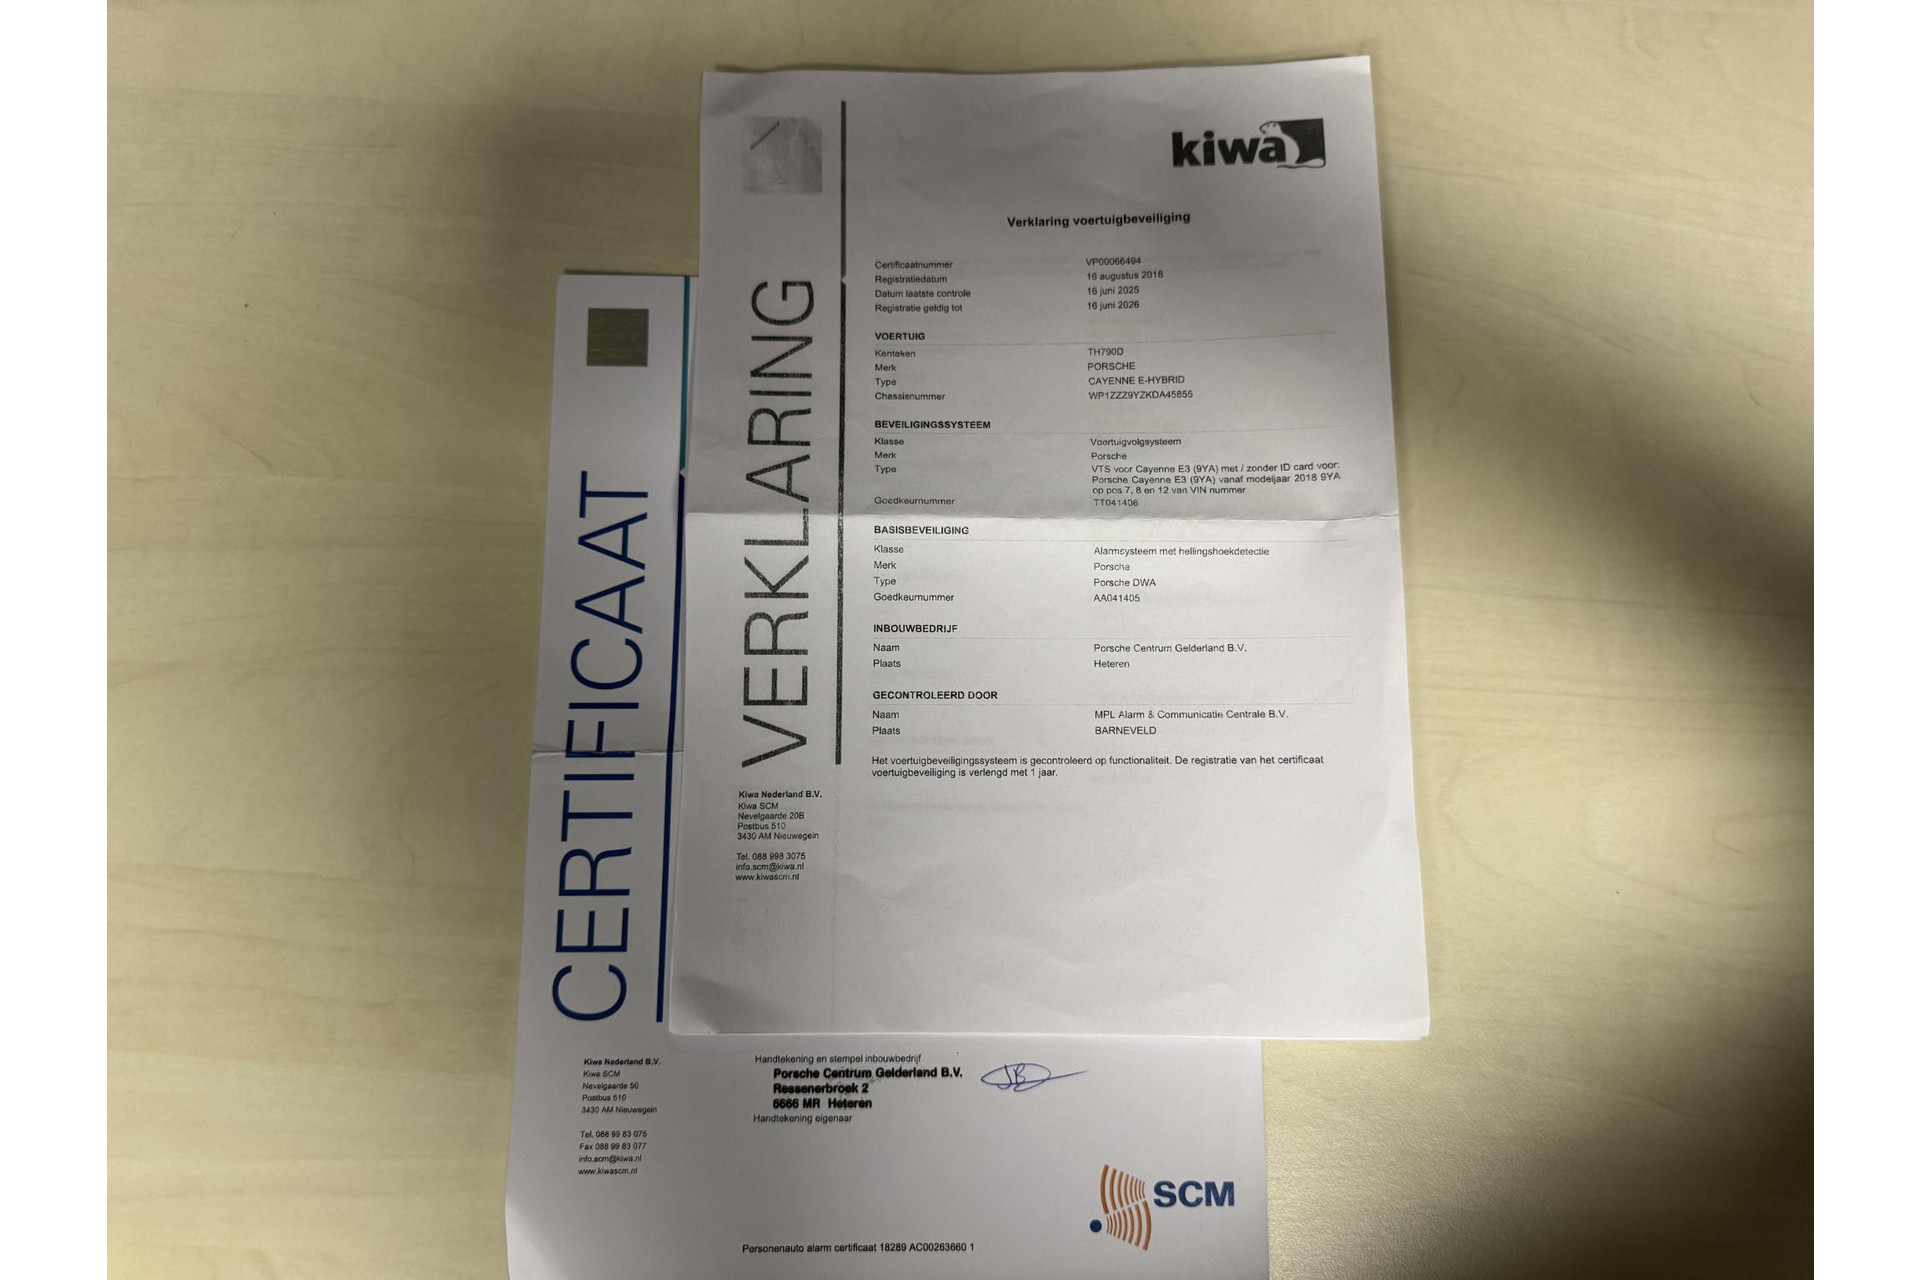 kiwa
Verklaring voertuigbeveiliging
Certificaatnummer VP00066494
Registratiedatum 16 augustus 2018
Datum laatste controle 16 juni 2025
Registratie geldig tot 16 juni 2026
VOERTUIG
Kenteken TH790D
Merk PORSCHE
Type CAYENNE E-HYBRID
Chassisnummer WP1ZZZ9YZKDA45855
BEVEILIGINGSSYSTEEM
Klasse Voertuigvolgsysteem
Merk Porsche
Type VTS voor Cayenne E3 (9YA) met / zonder ID card voor:
Porsche Cayenne E3 (9YA) vanaf modeljaar 2018 9YA
op pos 7, 8 en 12 van VIN nummer
Goedkeurnummer TT041406
BASISBEVEILIGING
Klasse Alarmsysteem met hellingshoekdetectie
Merk Porsche
Type Porsche DWA
Goedkeurnummer AA041405
INBOUWBEDRIJF
Naam Porsche Centrum Gelderland B.V.
Plaats Heteren
GECONTROLEERD DOOR
Naam MPL Alarm & Communicatie Centrale B.V.
Plaats BARNEVELD
Het voertuigbeveiligingssysteem is gecontroleerd op functionaliteit. De registratie van het certificaat
voertuigbeveiliging is verlengd met 1 jaar.
VERKLARING
Kiwa Nederland B.V.
Kiwa SCM
Nevelgaarde 20B
Postbus 510
3430 AM Nieuwegein
Tel. 088 998 3075
info.scm@kiwa.nl
www.kiwascm.nl
CERTIFICAAT
Kiwa Nederland B.V.
Kiwa SCM
Nevelgaarde 50
Postbus 510
3430 AM Nieuwegein
Tel. 088 99 83 075
Fax 088 99 83 077
info.scm@kiwa.nl
www.kiwascm.nl
Handtekening en stempel inbouwbedrijf
Porsche Centrum Gelderland B.V.
Ressenerbroek 2
6666 MR Heteren
Handtekening eigenaar
SCM
Personenauto alarm certificaat 18289 AC00263660 1